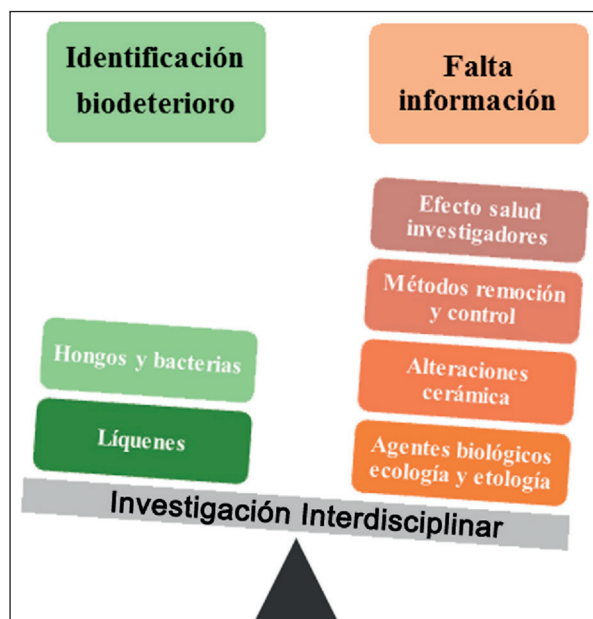 Identificación
biodeterioro
Falta
información
Efecto salud
investigadores
Métodos remoción
y control
Hongos y bacterias
Alteraciones
cerámica
Líquenes
Agentes biológicos
ecología y etología
Investigación Interdisciplinar